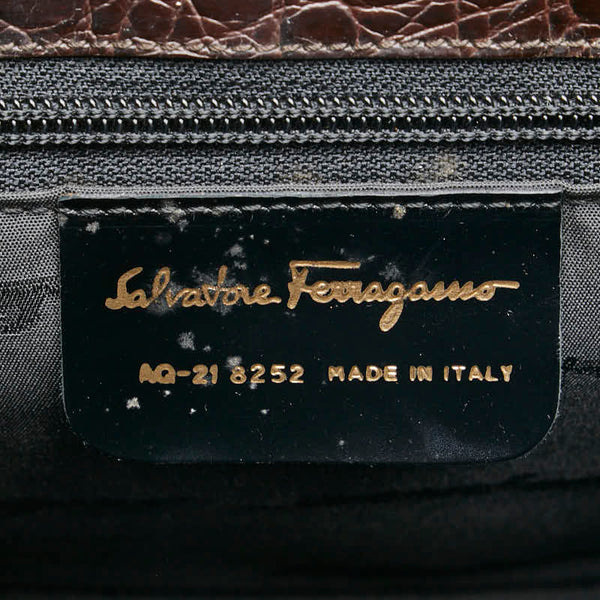 Salvatore Ferragamo
AQ-21 8252 MADE IN ITALY